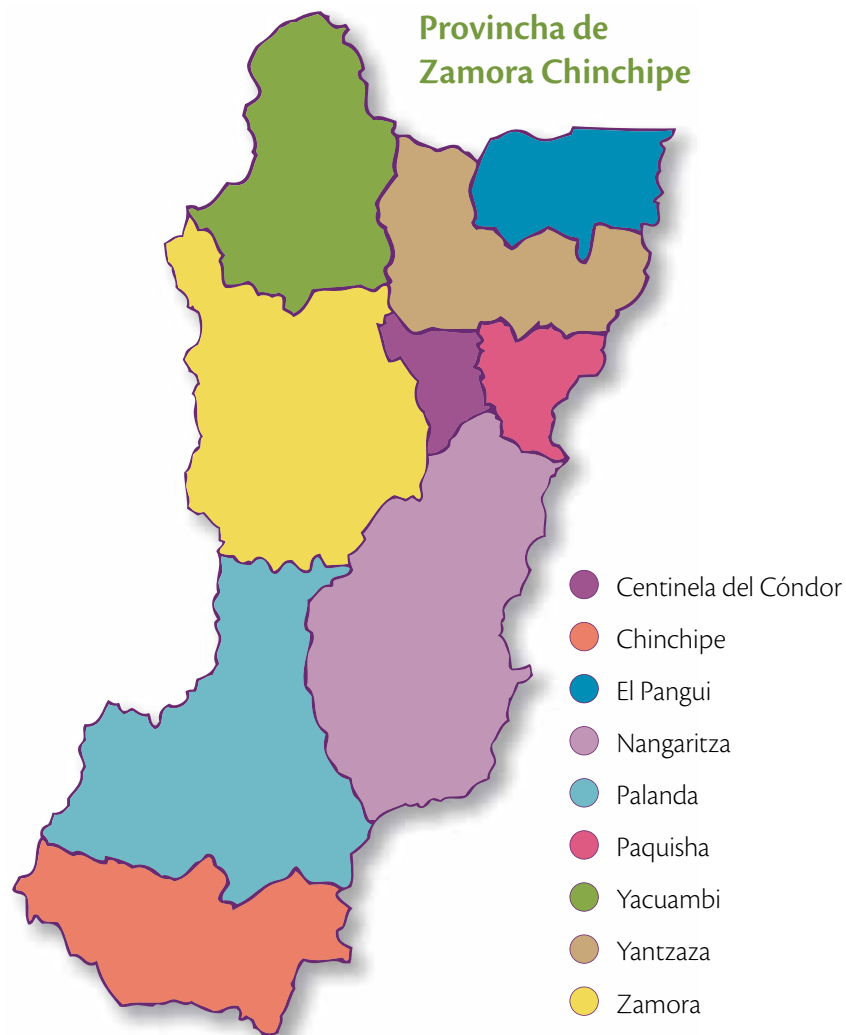 Provincha de
Zamora Chinchipe
Centinela del Cóndor
Chinchipe
El Pangui
Nangaritza
Palanda
Paquisha
Yacuambi
Yantzaza
Zamora